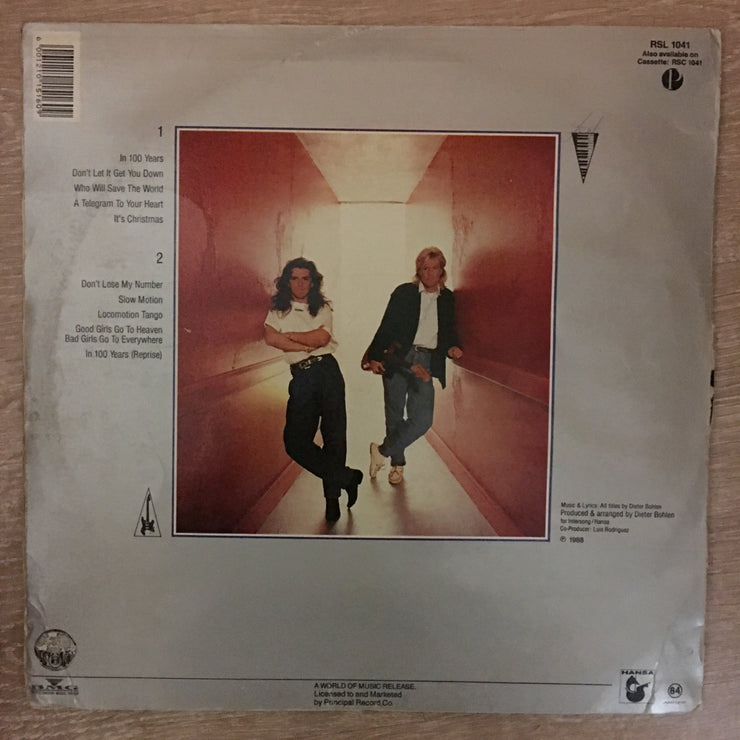 RSL 1041
Also available on
Cassette: RSC 1041
1
In 100 Years
Don't Let It Get You Down
Who Will Save The World
A Telegram To Your Heart
It's Christmas
2
Don't Lose My Number
Slow Motion
Locomotion Tango
Good Girls Go To Heaven
Bad Girls Go To Everywhere
In 100 Years (Reprise)
Music & Lyrics: All titles by Dieter Bohlen
Produced & arranged by Dieter Bohlen
for Intersong/Hansa
Co-Producer: Luis Rodriguez
℗ 1988
BMG
A WORLD OF MUSIC RELEASE.
Licensed to and Marketed
by Principal Record Co
HANSA
84